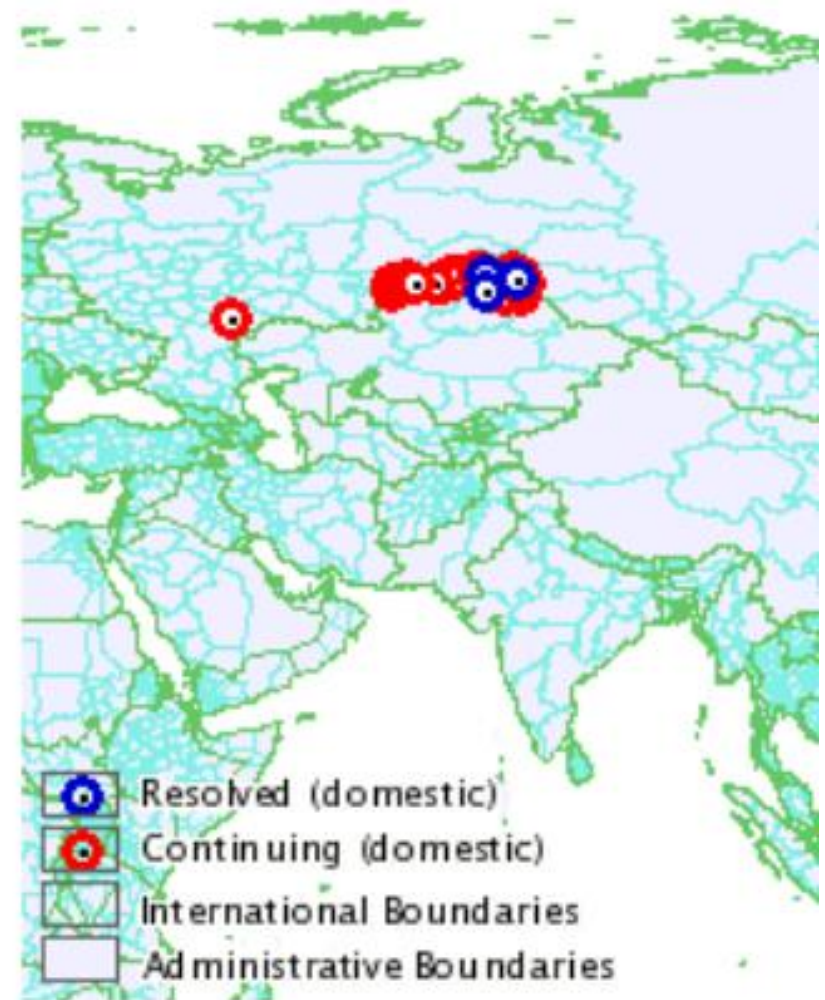 Resolved (domestic)
Continuing (domestic)
International Boundaries
Administrative Boundaries